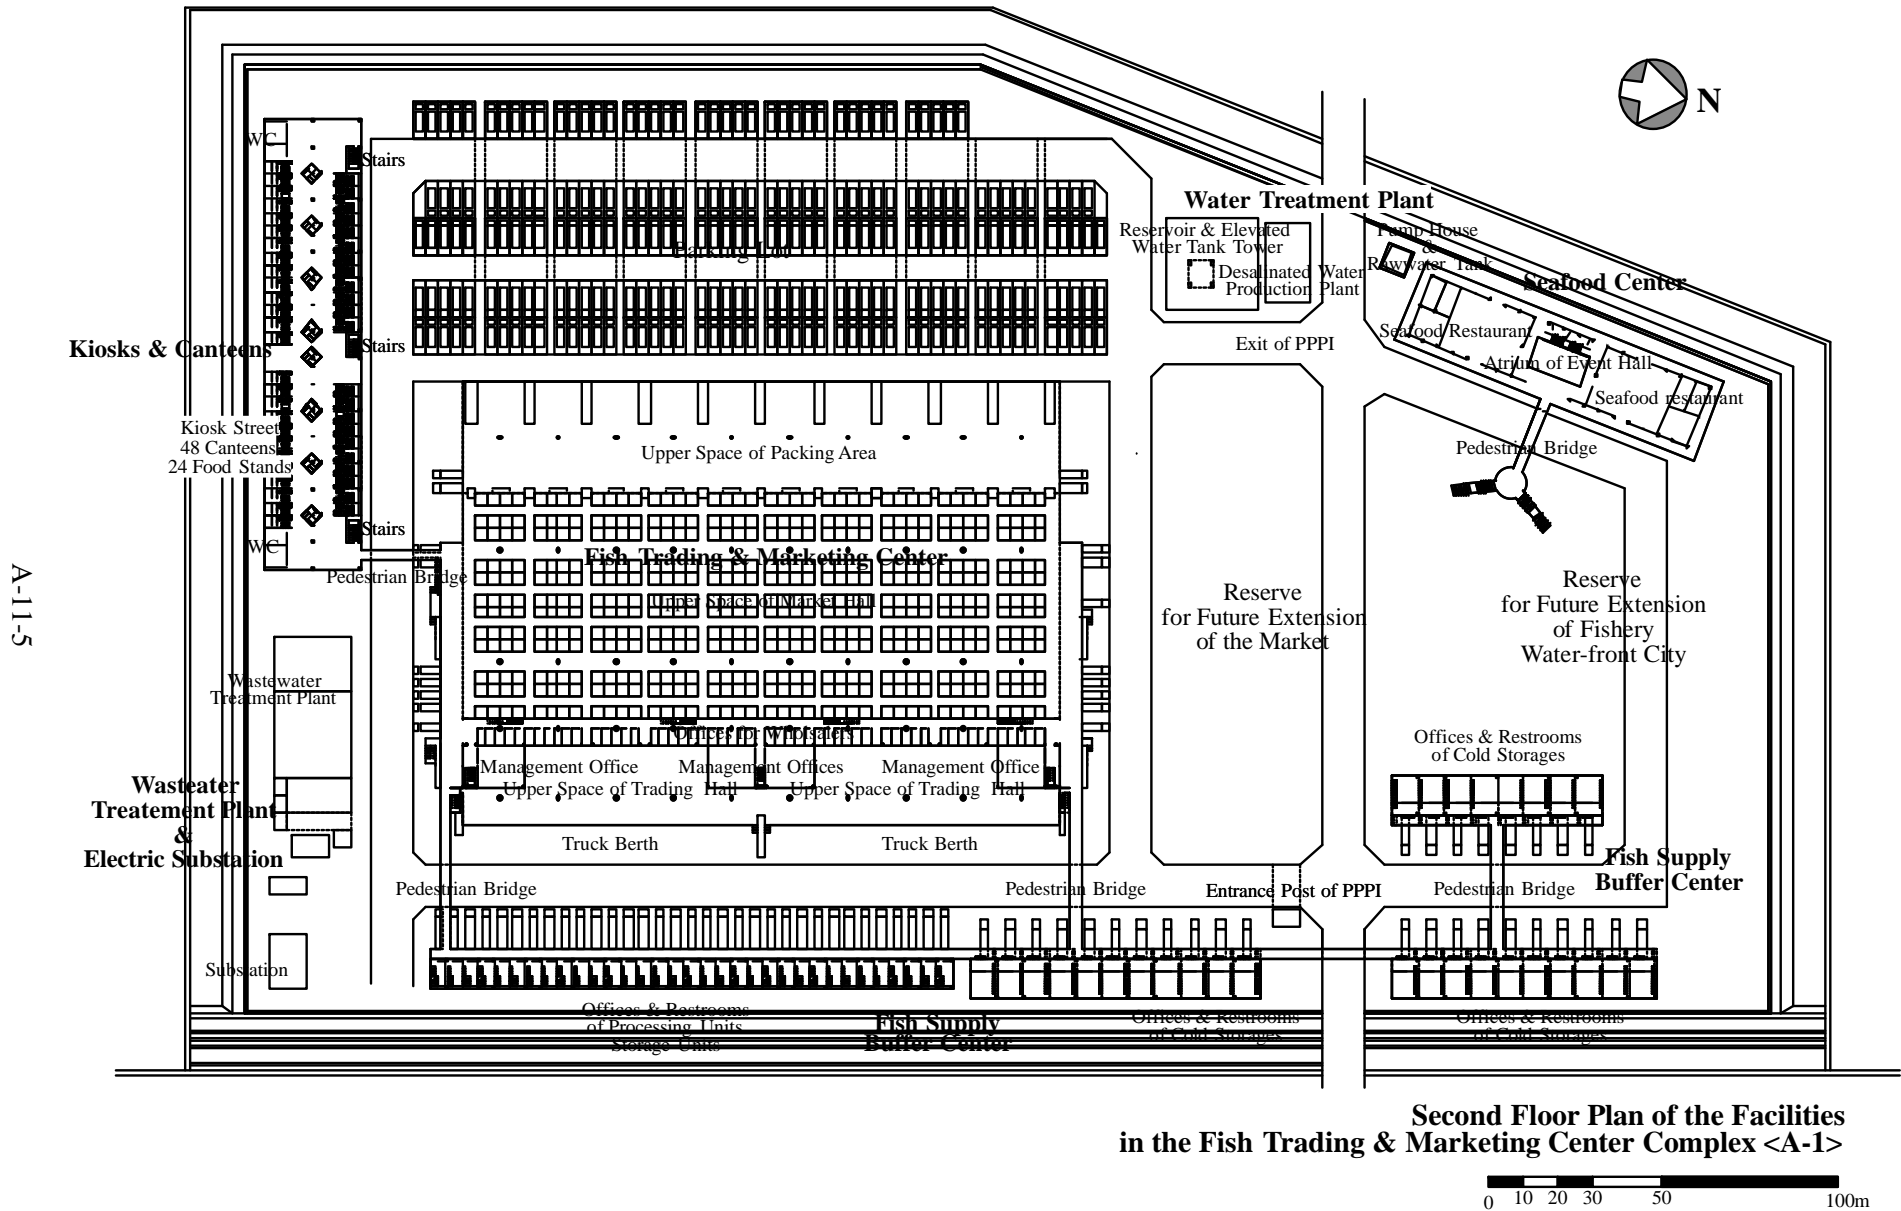 N
WC
Stairs
Water Treatment Plant
Reservoir & Elevated
Water Tank Tower
Pump House
&
Rawwater Tank
Parking Lot
Desalinated Water
Production Plant
Seafood Center
Seafood Restaurant
Exit of PPPI
Stairs
Kiosks & Canteens
Atrium of Event Hall
Seafood restaurant
Kiosk Street
48 Canteens
24 Food Stands
Upper Space of Packing Area
Pedestrian Bridge
Stairs
WC
Pedestrian Bridge
Fish Trading & Marketing Center
Upper Space of Market Hall
A-11-5
Reserve
for Future Extension
of the Market
Reserve
for Future Extension
of Fishery
Water-front City
Wastewater
Treatment Plant
Offices for Wholsalers
Offices & Restrooms
of Cold Storages
Management Office
Management Offices
Management Office
Upper Space of Trading Hall
Upper Space of Trading Hall
Wasteater
Treatement Plant
&
Electric Substation
Truck Berth
Truck Berth
Fish Supply
Buffer Center
Pedestrian Bridge
Pedestrian Bridge
Entrance Post of PPPI
Pedestrian Bridge
Substation
Offices & Restrooms
of Processing Units
Storage Units
Fish Supply
Buffer Center
Offices & Restrooms
of Cold Storages
Offices & Restrooms
of Cold Storages
Second Floor Plan of the Facilities
in the Fish Trading & Marketing Center Complex <A-1>
0 10 20 30 50 100m